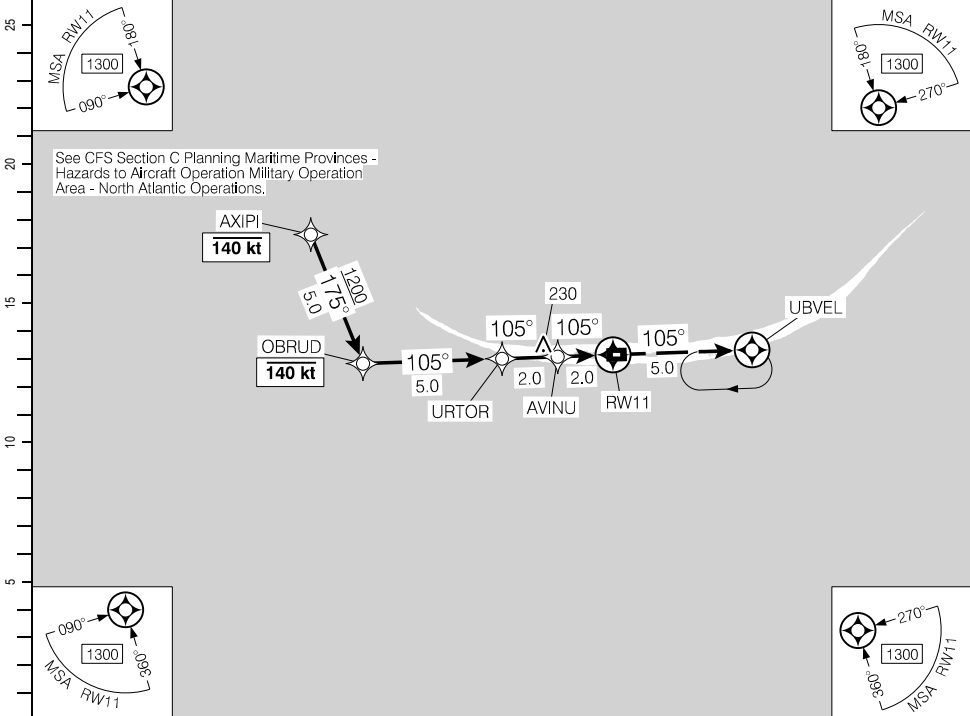 25
MSA RW11
180°
1300
090°
MSA RW11
180°
1300
270°
20
See CFS Section C Planning Maritime Provinces -
Hazards to Aircraft Operation Military Operation
Area - North Atlantic Operations.
AXIPI
140 kt
1200
175°
5.0
15
230
UBVEL
105°
105°
105°
OBRUD
140 kt
105°
5.0
2.0
2.0
5.0
URTOR
AVINU
RW11
10
5
090°
1300
360°
MSA RW11
270°
1300
360°
MSA RW11